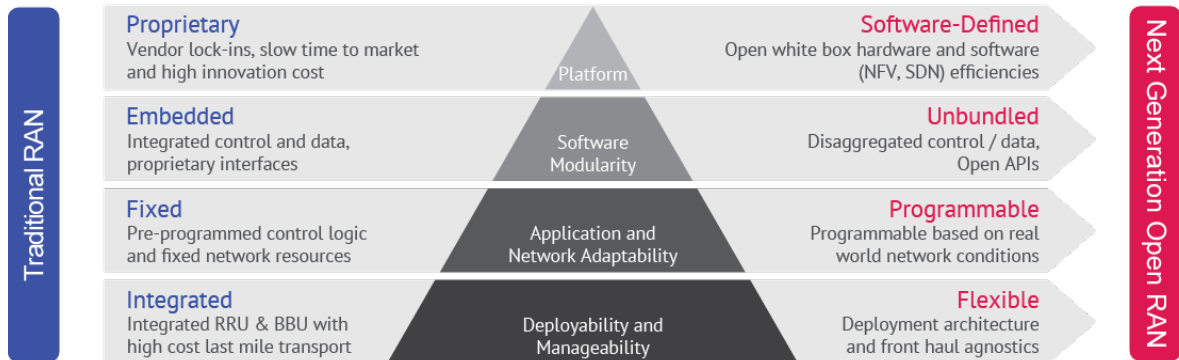 Traditional RAN
Proprietary
Vendor lock-ins, slow time to market
and high innovation cost
Platform
Software-Defined
Open white box hardware and software
(NFV, SDN) efficiencies
Embedded
Integrated control and data,
proprietary interfaces
Software
Modularity
Unbundled
Disaggregated control / data,
Open APIs
Fixed
Pre-programmed control logic
and fixed network resources
Application and
Network Adaptability
Programmable
Programmable based on real
world network conditions
Integrated
Integrated RRU & BBU with
high cost last mile transport
Deployability and
Manageability
Flexible
Deployment architecture
and front haul agnostics
Next Generation Open RAN